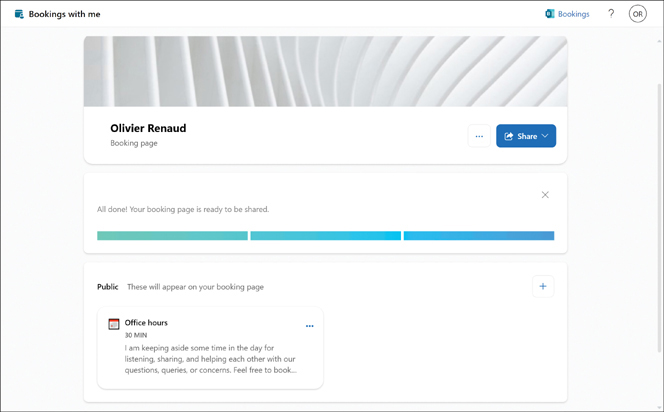 Bookings with me
Bookings
?
OR
Olivier Renaud
Booking page
...
Share
All done! Your booking page is ready to be shared.
Public These will appear on your booking page
+
Office hours
...
30 MIN
I am keeping aside some time in the day for
listening, sharing, and helping each other with our
questions, queries, or concerns. Feel free to book...